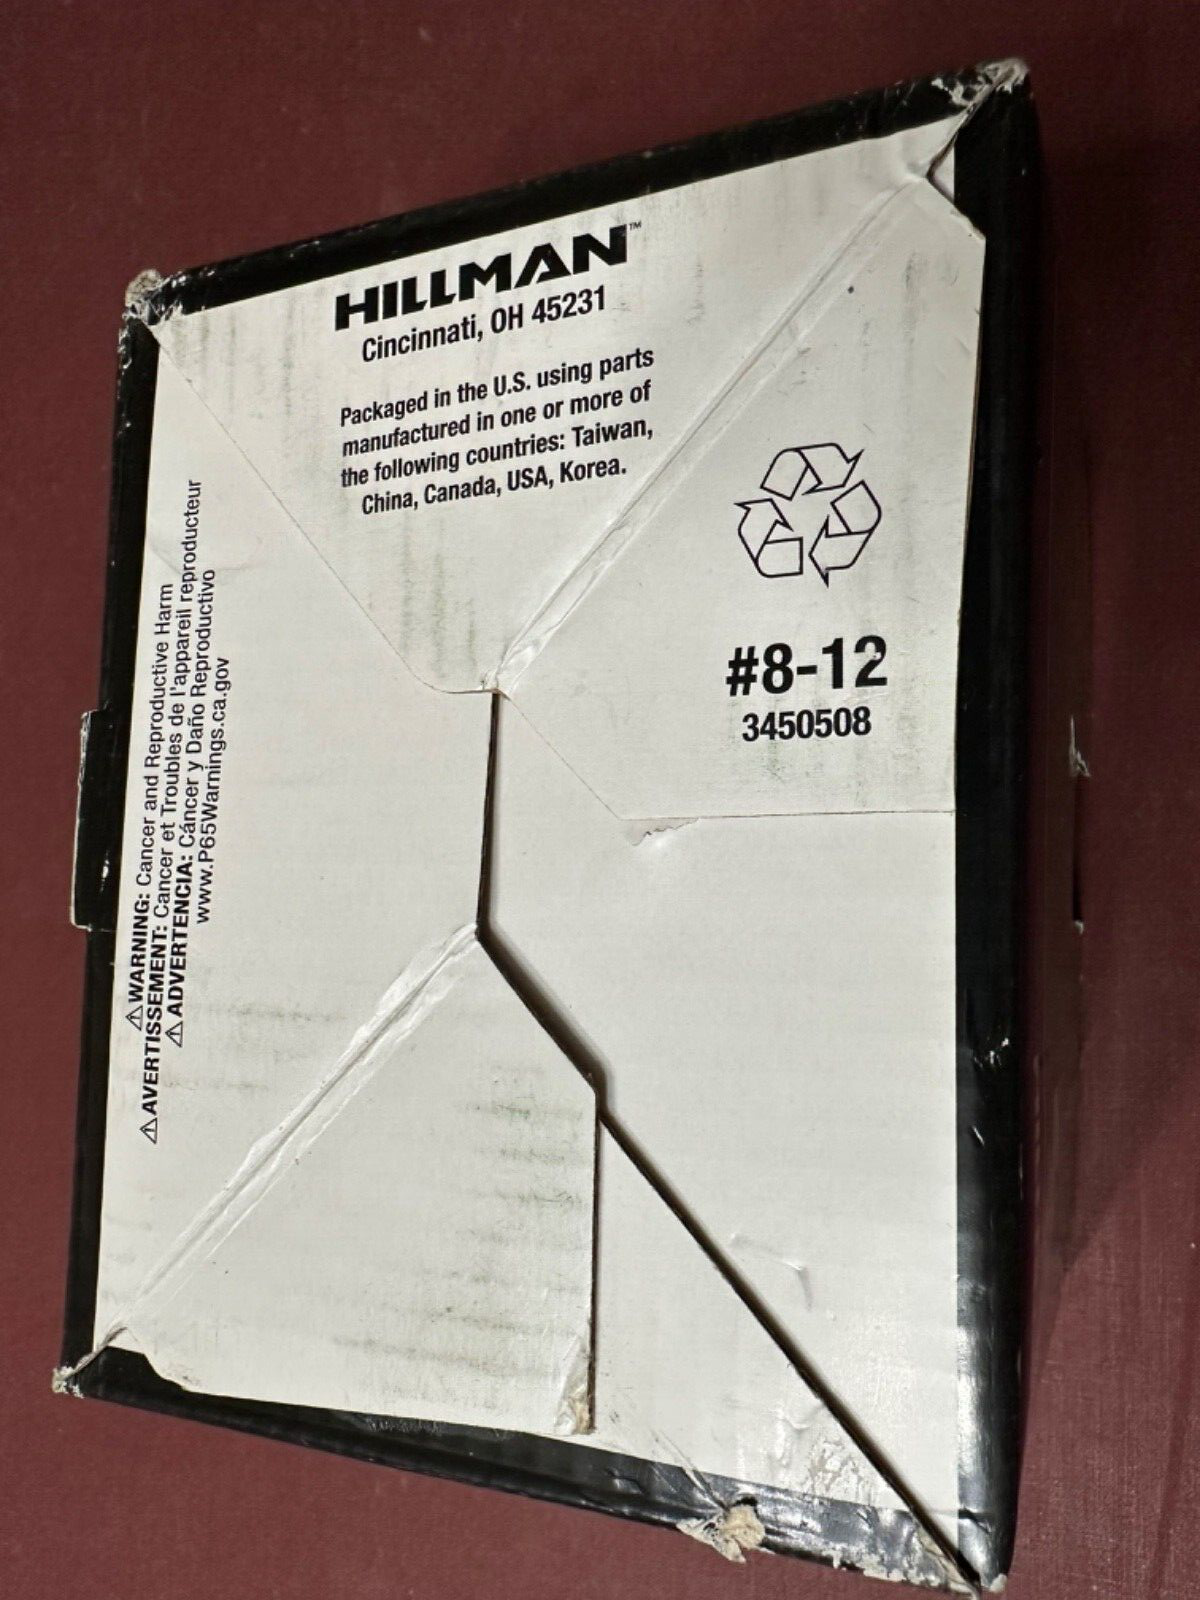 HILLMAN™
Cincinnati, OH 45231
Packaged in the U.S. using parts
manufactured in one or more of
the following countries: Taiwan,
China, Canada, USA, Korea.
#8-12
3450508
⚠WARNING: Cancer and Reproductive Harm
⚠AVERTISSEMENT: Cancer et Troubles de l'appareil reproducteur
⚠ADVERTENCIA: Cáncer y Daño Reproductivo
www.P65Warnings.ca.gov